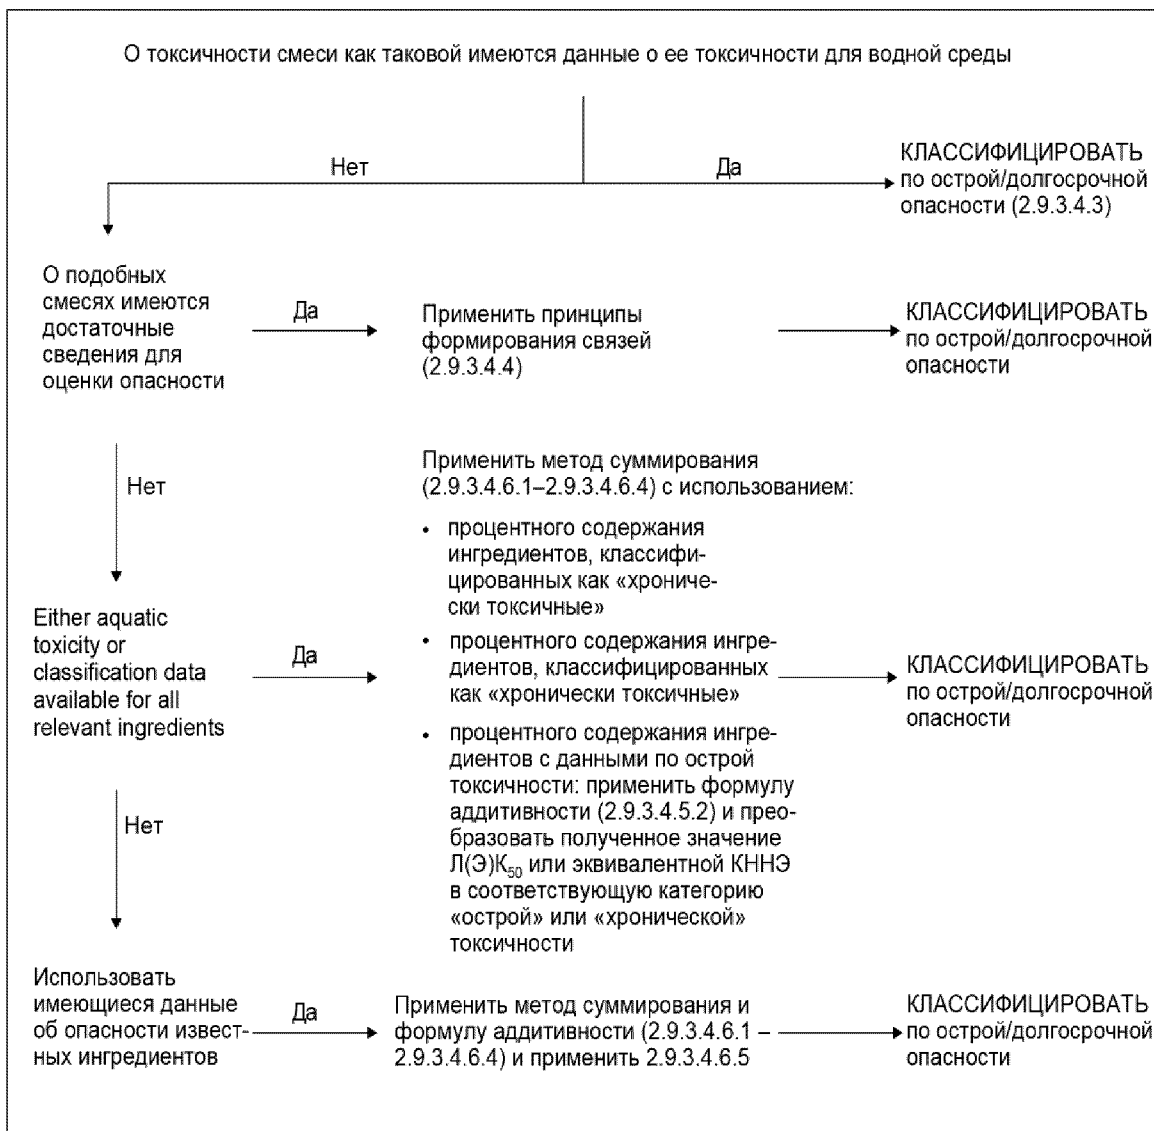 О токсичности смеси как таковой имеются данные о ее токсичности для водной среды
Нет
Да
КЛАССИФИЦИРОВАТЬ
по острой/долгосрочной
опасности (2.9.3.4.3)
О подобных
смесях имеются
достаточные
сведения для
оценки опасности
Да
Применить принципы
формирования связей
(2.9.3.4.4)
КЛАССИФИЦИРОВАТЬ
по острой/долгосрочной
опасности
Нет
Применить метод суммирования
(2.9.3.4.6.1–2.9.3.4.6.4) с использованием:
• процентного содержания
ингредиентов, классифи-
цированных как «хрониче-
ски токсичные»
Either aquatic
toxicity or
classification data
available for all
relevant ingredients
Да
• процентного содержания ингре-
диентов, классифицированных
как «хронически токсичные»
КЛАССИФИЦИРОВАТЬ
по острой/долгосрочной
опасности
• процентного содержания ингре-
диентов с данными по острой
токсичности: применить формулу
аддитивности (2.9.3.4.5.2) и прео-
бразовать полученное значение
Л(Э)К50 или эквивалентной КННЭ
в соответствующую категорию
«острой» или «хронической»
токсичности
Нет
Использовать
имеющиеся данные
об опасности извест-
ных ингредиентов
Да
Применить метод суммирования и
формулу аддитивности (2.9.3.4.6.1 –
2.9.3.4.6.4) и применить 2.9.3.4.6.5
КЛАССИФИЦИРОВАТЬ
по острой/долгосрочной
опасности